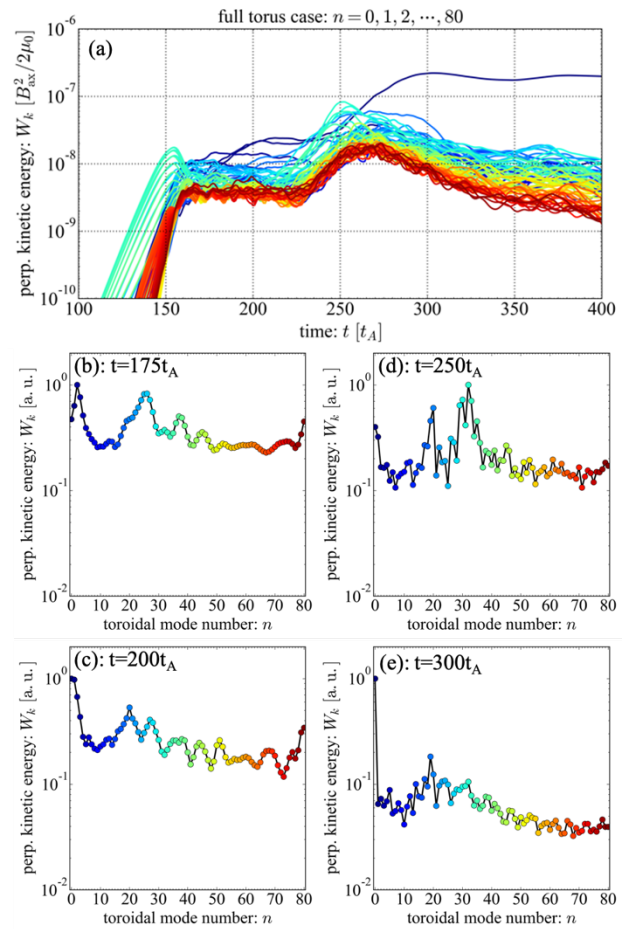 full torus case: n = 0, 1, 2, ⋯, 80
(a)
perp. kinetic energy: W_k [B_ax^2/2μ_0]
10^-6
10^-7
10^-8
10^-9
10^-10
100 150 200 250 300 350 400
time: t [t_A]
(b): t=175t_A
perp. kinetic energy: W_k [a. u.]
10^0
10^-1
10^-2
0 10 20 30 40 50 60 70 80
toroidal mode number: n
(d): t=250t_A
perp. kinetic energy: W_k [a. u.]
10^0
10^-1
10^-2
0 10 20 30 40 50 60 70 80
toroidal mode number: n
(c): t=200t_A
perp. kinetic energy: W_k [a. u.]
10^0
10^-1
10^-2
0 10 20 30 40 50 60 70 80
toroidal mode number: n
(e): t=300t_A
perp. kinetic energy: W_k [a. u.]
10^0
10^-1
10^-2
0 10 20 30 40 50 60 70 80
toroidal mode number: n